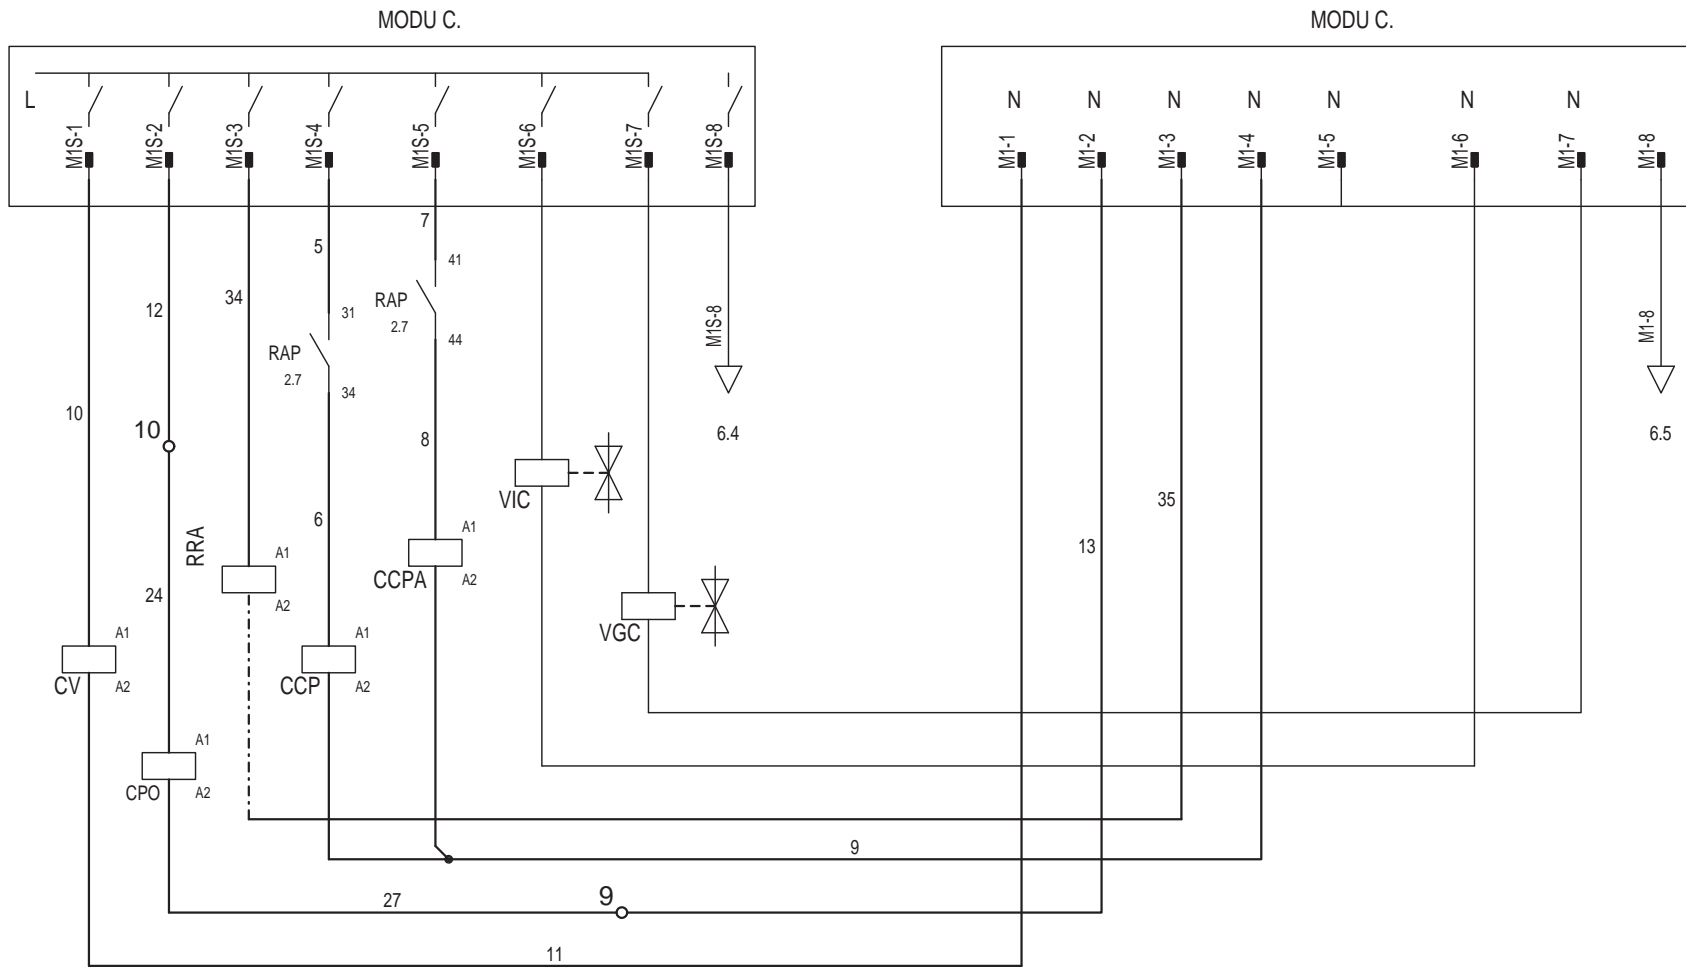 MODU C.
MODU C.
L
M1S-1
M1S-2
M1S-3
M1S-4
M1S-5
M1S-6
M1S-7
M1S-8
N
N
N
N
N
N
N
M1-1
M1-2
M1-3
M1-4
M1-5
M1-6
M1-7
M1-8
7
5
41
12
34
RAP
2.7
31
44
M1S-8
M1-8
RAP
2.7
34
10
10
8
6.4
6.5
VIC
35
6
13
RRA
A1
CCPA
A2
A1
A2
24
VGC
A1
CV
A2
A1
CCP
A2
A1
CPO
A2
9
27
9
11